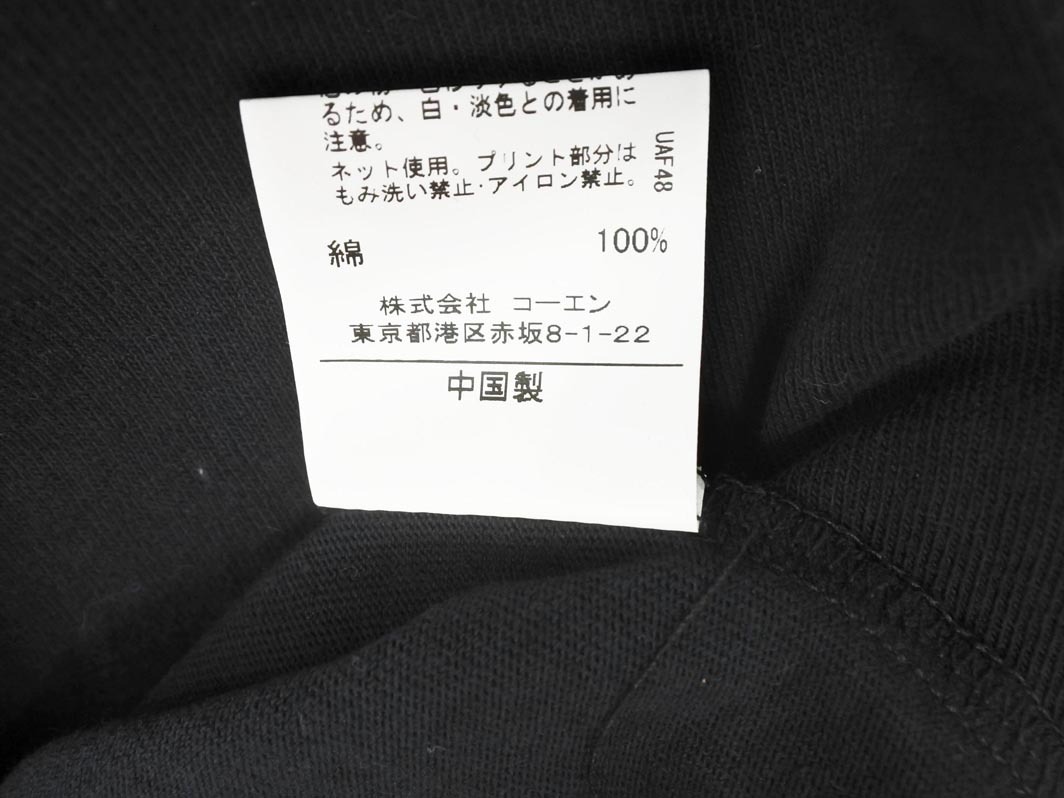 るため、白・淡色との着用に
注意。
ネット使用。プリント部分は
もみ洗い禁止・アイロン禁止。
UAF48
綿 100%
株式会社 コーエン
東京都港区赤坂8-1-22
中国製